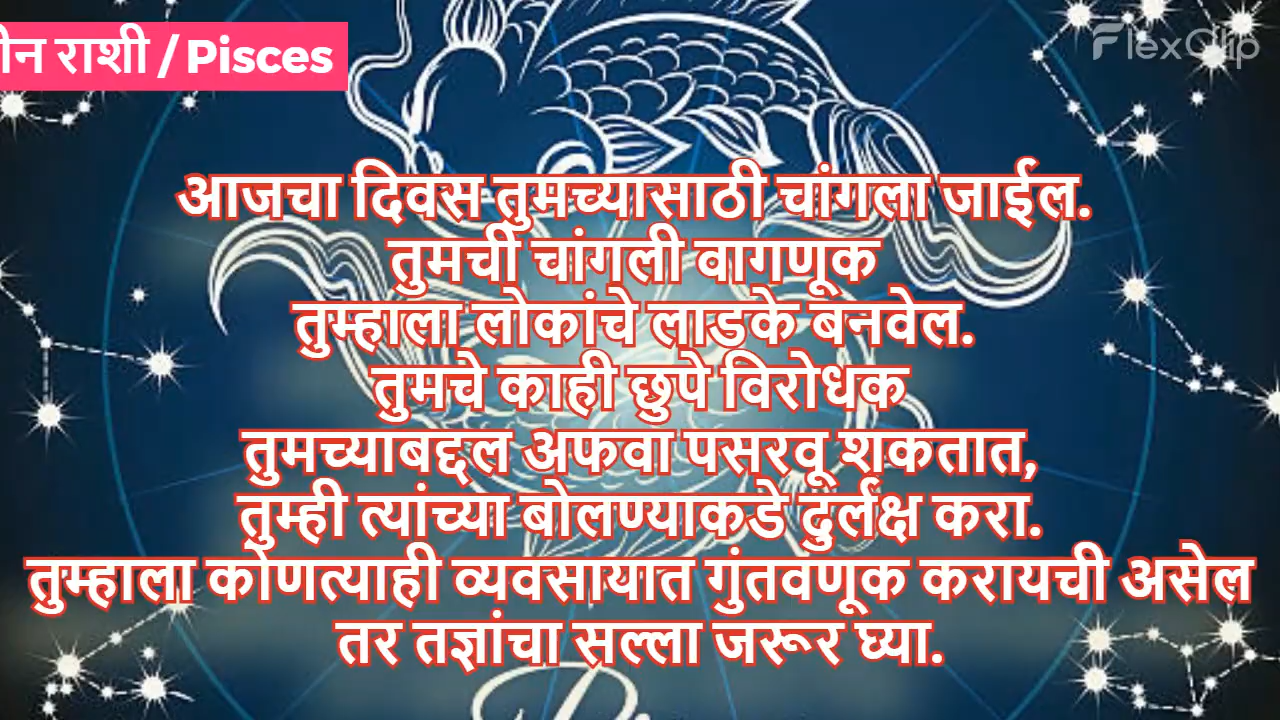 ीन राशी / Pisces
FlexClip
आजचा दिवस तुमच्यासाठी चांगला जाईल.
तुमची चांगली वागणूक
तुम्हाला लोकांचे लाडके बनवेल.
तुमचे काही छुपे विरोधक
तुमच्याबद्दल अफवा पसरवू शकतात,
तुम्ही त्यांच्या बोलण्याकडे दुर्लक्ष करा.
तुम्हाला कोणत्याही व्यवसायात गुंतवणूक करायची असेल
तर तज्ञांचा सल्ला जरूर घ्या.